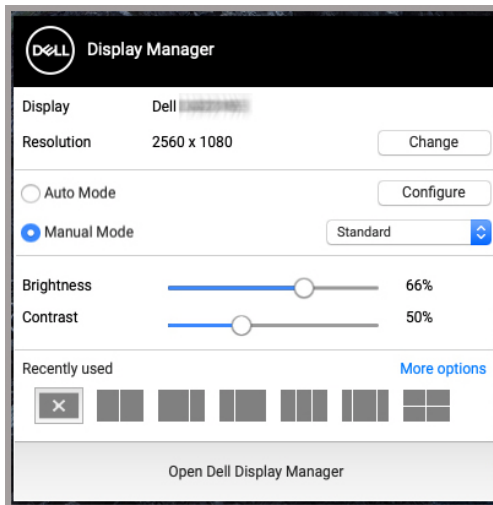 DELL Display Manager
Display Dell
Resolution 2560 x 1080 Change
Auto Mode Configure
Manual Mode Standard
Brightness 66%
Contrast 50%
Recently used More options
Open Dell Display Manager